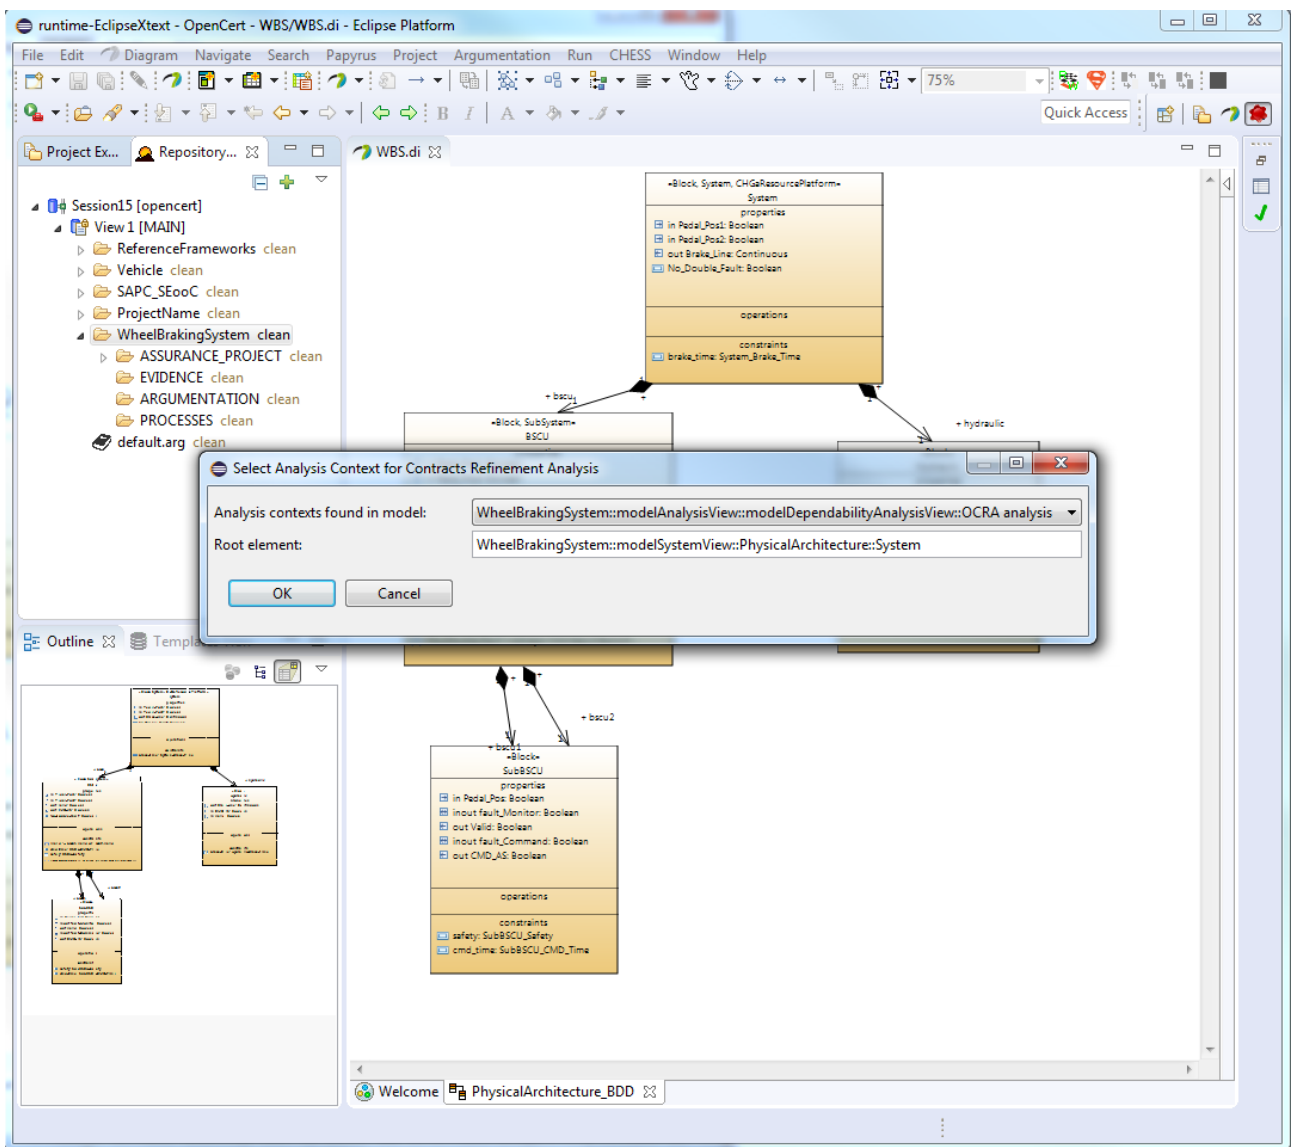 runtime-EclipseXtext - OpenCert - WBS/WBS.di - Eclipse Platform
File Edit Diagram Navigate Search Papyrus Project Argumentation Run CHESS Window Help
75%
B I A
Quick Access
Project Ex... Repository...
WBS.di
Session15 [opencert]
View 1 [MAIN]
ReferenceFrameworks clean
Vehicle clean
SAPC_SEooC clean
ProjectName clean
WheelBrakingSystem clean
ASSURANCE_PROJECT clean
EVIDENCE clean
ARGUMENTATION clean
PROCESSES clean
default.arg clean
«Block, System, CHGaResourcePlatform»
System
properties
in Pedal_Pos1: Boolean
in Pedal_Pos2: Boolean
out Brake_Line: Continuous
No_Double_Fault: Boolean
operations
constraints
brake_time: System_Brake_Time
+ bscu
1
+ hydraulic
1
«Block, SubSystem»
BSCU
Select Analysis Context for Contracts Refinement Analysis
Analysis contexts found in model: WheelBrakingSystem::modelAnalysisView::modelDependabilityAnalysisView::OCRA analysis
Root element: WheelBrakingSystem::modelSystemView::PhysicalArchitecture::System
OK Cancel
Outline
+ bscu2
+ bscu1
«Block»
SubBSCU
properties
in Pedal_Pos: Boolean
inout fault_Monitor: Boolean
out Valid: Boolean
inout fault_Command: Boolean
out CMD_AS: Boolean
operations
constraints
safety: SubBSCU_Safety
cmd_time: SubBSCU_CMD_Time
Welcome PhysicalArchitecture_BDD